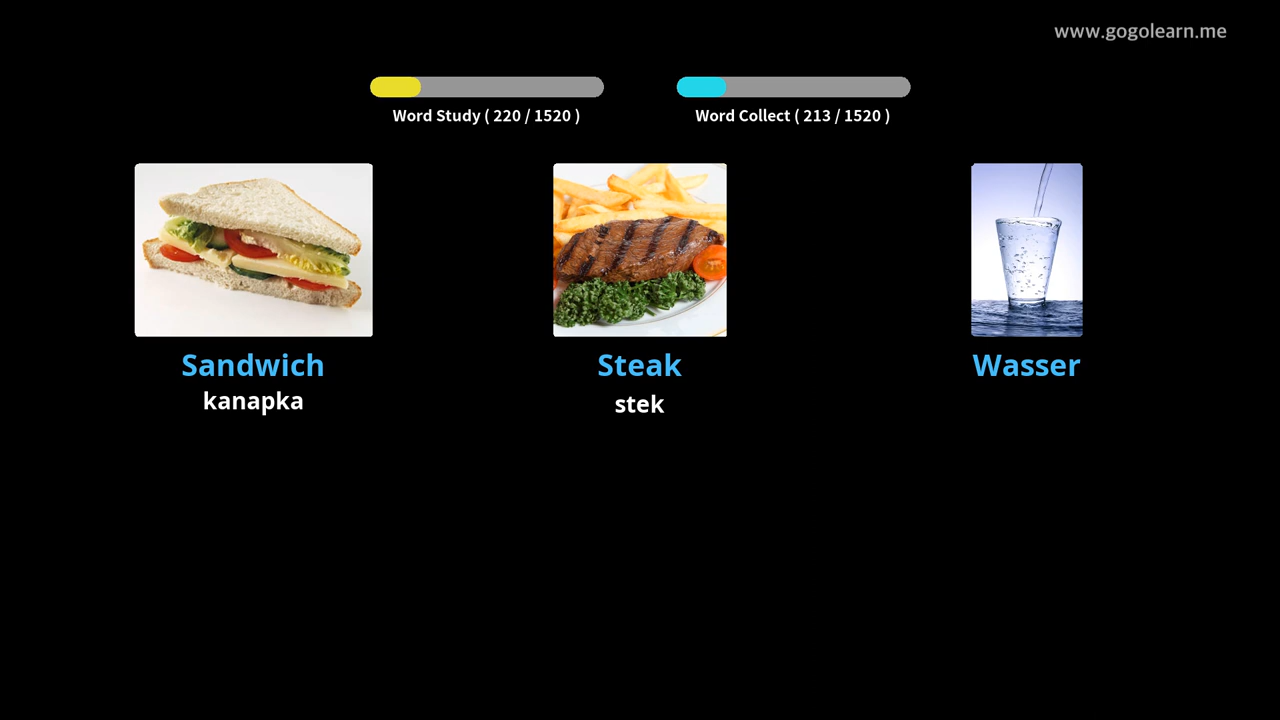 www.gogolearn.me
Word Study ( 220 / 1520 )
Word Collect ( 213 / 1520 )
Sandwich
kanapka
Steak
stek
Wasser